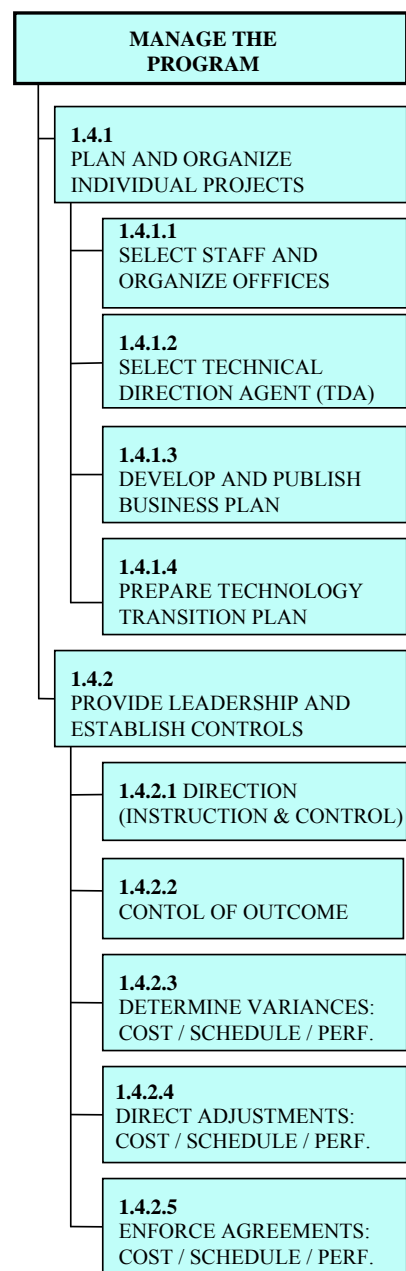 MANAGE THE
PROGRAM
1.4.1
PLAN AND ORGANIZE
INDIVIDUAL PROJECTS
1.4.1.1
SELECT STAFF AND
ORGANIZE OFFFICES
1.4.1.2
SELECT TECHNICAL
DIRECTION AGENT (TDA)
1.4.1.3
DEVELOP AND PUBLISH
BUSINESS PLAN
1.4.1.4
PREPARE TECHNOLOGY
TRANSITION PLAN
1.4.2
PROVIDE LEADERSHIP AND
ESTABLISH CONTROLS
1.4.2.1 DIRECTION
(INSTRUCTION & CONTROL)
1.4.2.2
CONTOL OF OUTCOME
1.4.2.3
DETERMINE VARIANCES:
COST / SCHEDULE / PERF.
1.4.2.4
DIRECT ADJUSTMENTS:
COST / SCHEDULE / PERF.
1.4.2.5
ENFORCE AGREEMENTS:
COST / SCHEDULE / PERF.